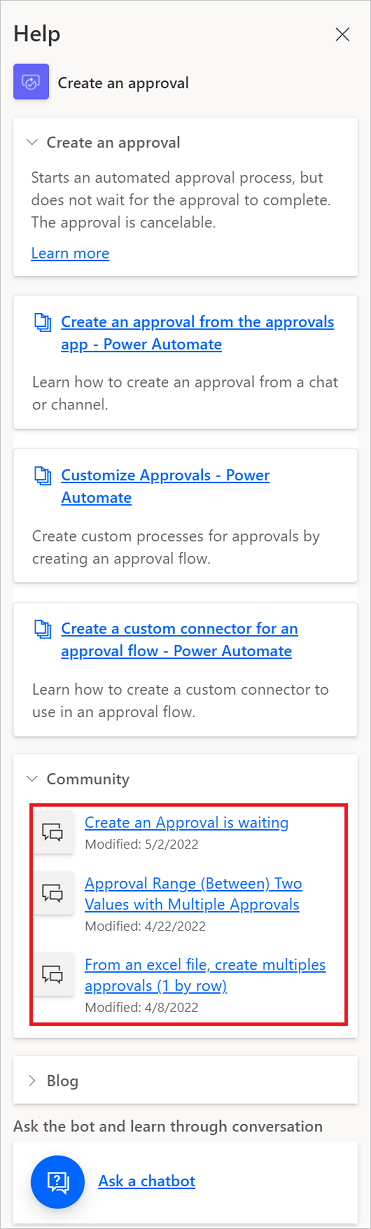 Help
Create an approval
Create an approval
Starts an automated approval process, but
does not wait for the approval to complete.
The approval is cancelable.
Learn more
Create an approval from the approvals
app - Power Automate
Learn how to create an approval from a chat
or channel.
Customize Approvals - Power
Automate
Create custom processes for approvals by
creating an approval flow.
Create a custom connector for an
approval flow - Power Automate
Learn how to create a custom connector to
use in an approval flow.
Community
Create an Approval is waiting
Modified: 5/2/2022
Approval Range (Between) Two
Values with Multiple Approvals
Modified: 4/22/2022
From an excel file, create multiples
approvals (1 by row)
Modified: 4/8/2022
Blog
Ask the bot and learn through conversation
Ask a chatbot